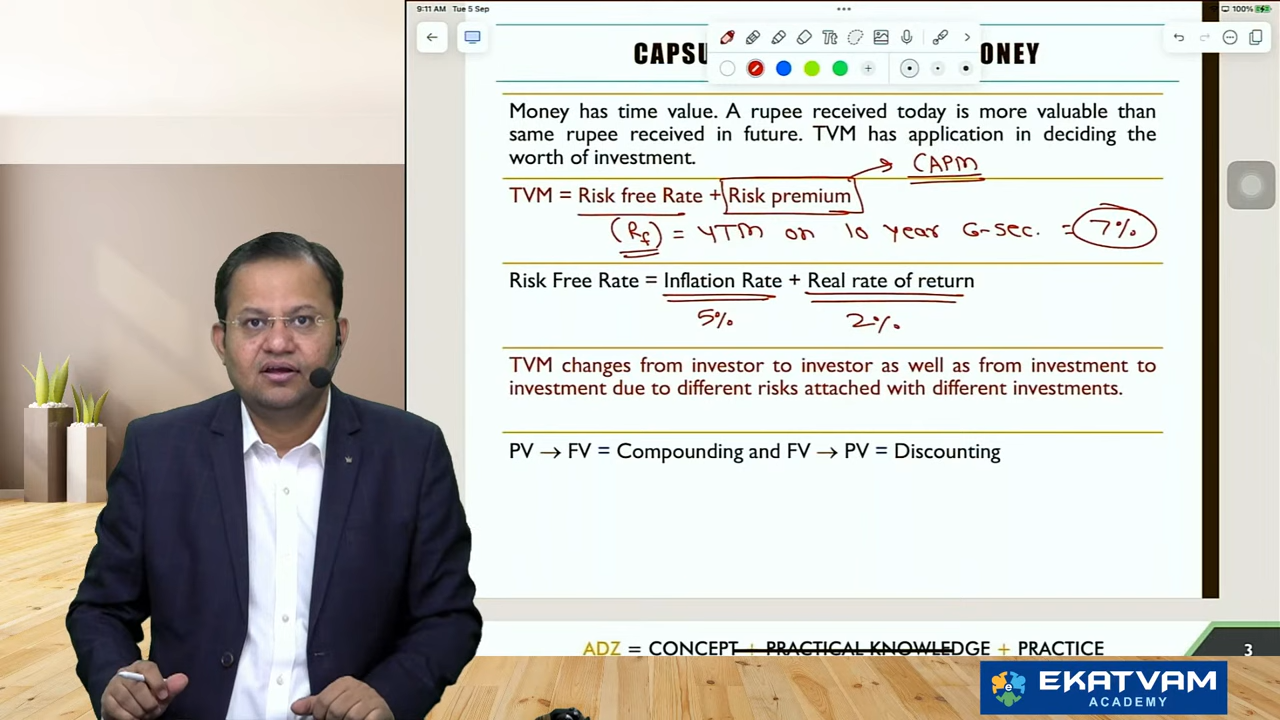 9:11 AM Tue 5 Sep
100%
CAPSU ONEY
Money has time value. A rupee received today is more valuable than
same rupee received in future. TVM has application in deciding the
worth of investment.
CAPM
TVM = Risk free Rate + Risk premium
(Rf) = YTM on 10 year G-sec. = 7%
Risk Free Rate = Inflation Rate + Real rate of return
5% 2%
TVM changes from investor to investor as well as from investment to
investment due to different risks attached with different investments.
PV → FV = Compounding and FV → PV = Discounting
ADZ = CONCEPT + PRACTICAL KNOWLEDGE + PRACTICE
3
EKATVAM
ACADEMY